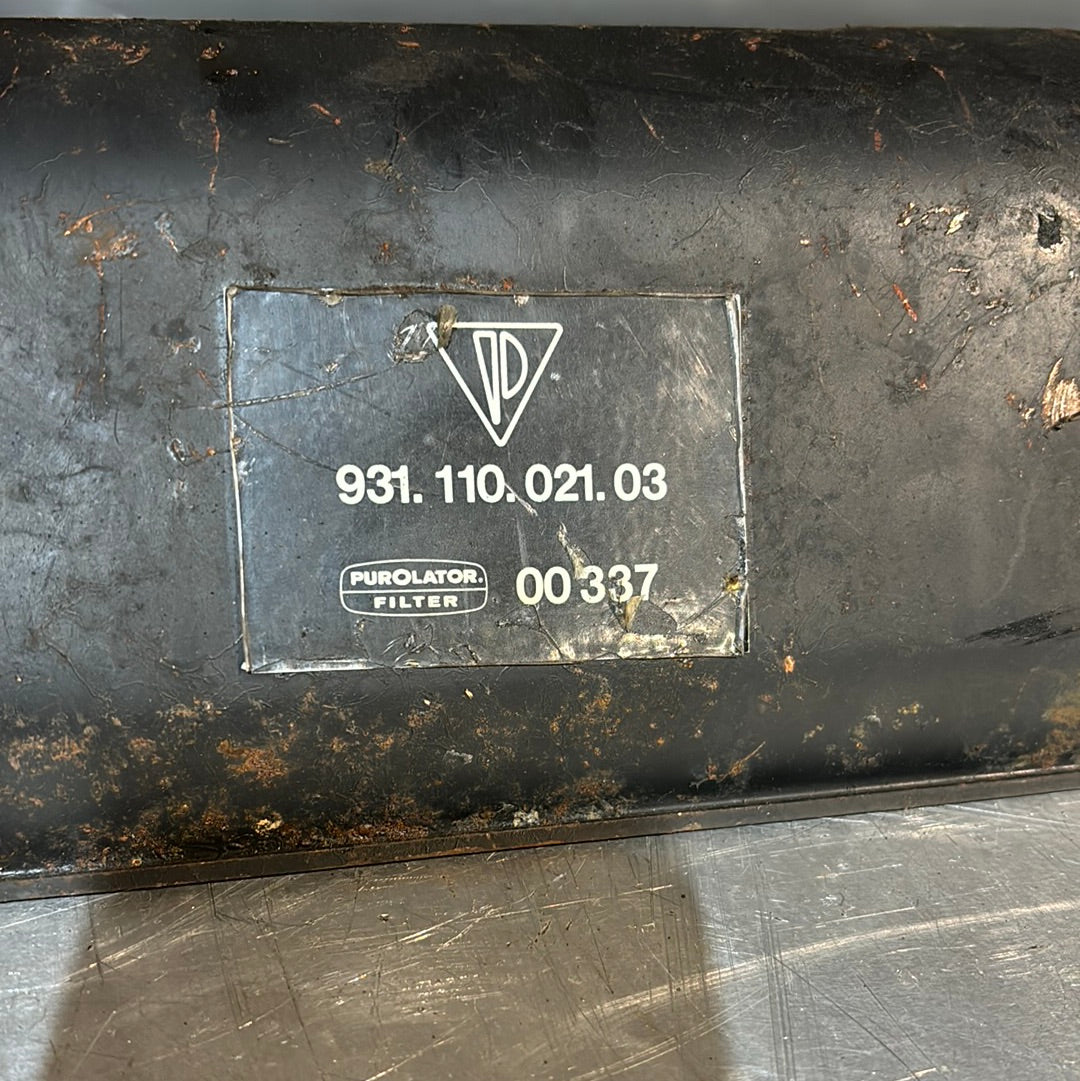 931. 110. 021. 03
PUROLATOR.
FILTER
00 337